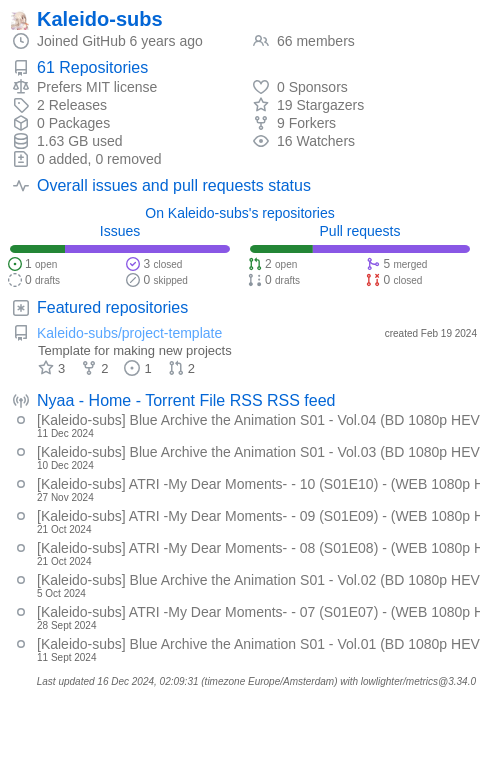 Kaleido-subs
Joined GitHub 6 years ago
66 members
61 Repositories
Prefers MIT license
0 Sponsors
2 Releases
19 Stargazers
0 Packages
9 Forkers
1.63 GB used
16 Watchers
0 added, 0 removed
Overall issues and pull requests status
On Kaleido-subs's repositories
Issues
Pull requests
1 open
3 closed
2 open
5 merged
0 drafts
0 skipped
0 drafts
0 closed
Featured repositories
Kaleido-subs/project-template
created Feb 19 2024
Template for making new projects
3 2 1 2
Nyaa - Home - Torrent File RSS RSS feed
[Kaleido-subs] Blue Archive the Animation S01 - Vol.04 (BD 1080p HEV
11 Dec 2024
[Kaleido-subs] Blue Archive the Animation S01 - Vol.03 (BD 1080p HEV
10 Dec 2024
[Kaleido-subs] ATRI -My Dear Moments- - 10 (S01E10) - (WEB 1080p H
27 Nov 2024
[Kaleido-subs] ATRI -My Dear Moments- - 09 (S01E09) - (WEB 1080p H
21 Oct 2024
[Kaleido-subs] ATRI -My Dear Moments- - 08 (S01E08) - (WEB 1080p H
21 Oct 2024
[Kaleido-subs] Blue Archive the Animation S01 - Vol.02 (BD 1080p HEV
5 Oct 2024
[Kaleido-subs] ATRI -My Dear Moments- - 07 (S01E07) - (WEB 1080p H
28 Sept 2024
[Kaleido-subs] Blue Archive the Animation S01 - Vol.01 (BD 1080p HEV
11 Sept 2024
Last updated 16 Dec 2024, 02:09:31 (timezone Europe/Amsterdam) with lowlighter/metrics@3.34.0